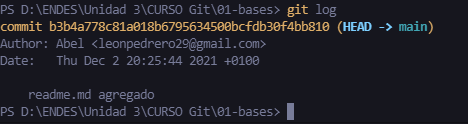 PS D:\ENDES\Unidad 3\CURSO Git\01-bases> git log
commit b3b4a778c81a018b6795634500bcfdb30f4bb810 (HEAD -> main)
Author: Abel <leonpedrero29@gmail.com>
Date:   Thu Dec 2 20:25:44 2021 +0100
    readme.md agregado
PS D:\ENDES\Unidad 3\CURSO Git\01-bases>